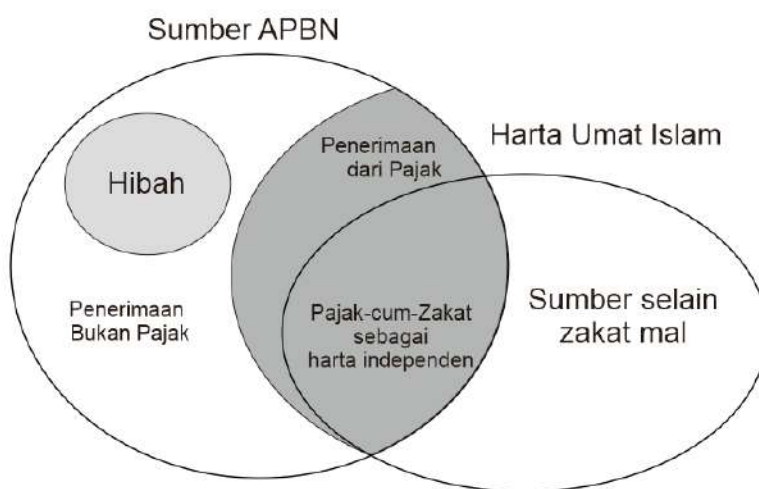 Sumber APBN
Penerimaan
dari Pajak
Harta Umat Islam
Hibah
Penerimaan
Bukan Pajak
Pajak-cum-Zakat
sebagai
harta independen
Sumber selain
zakat mal